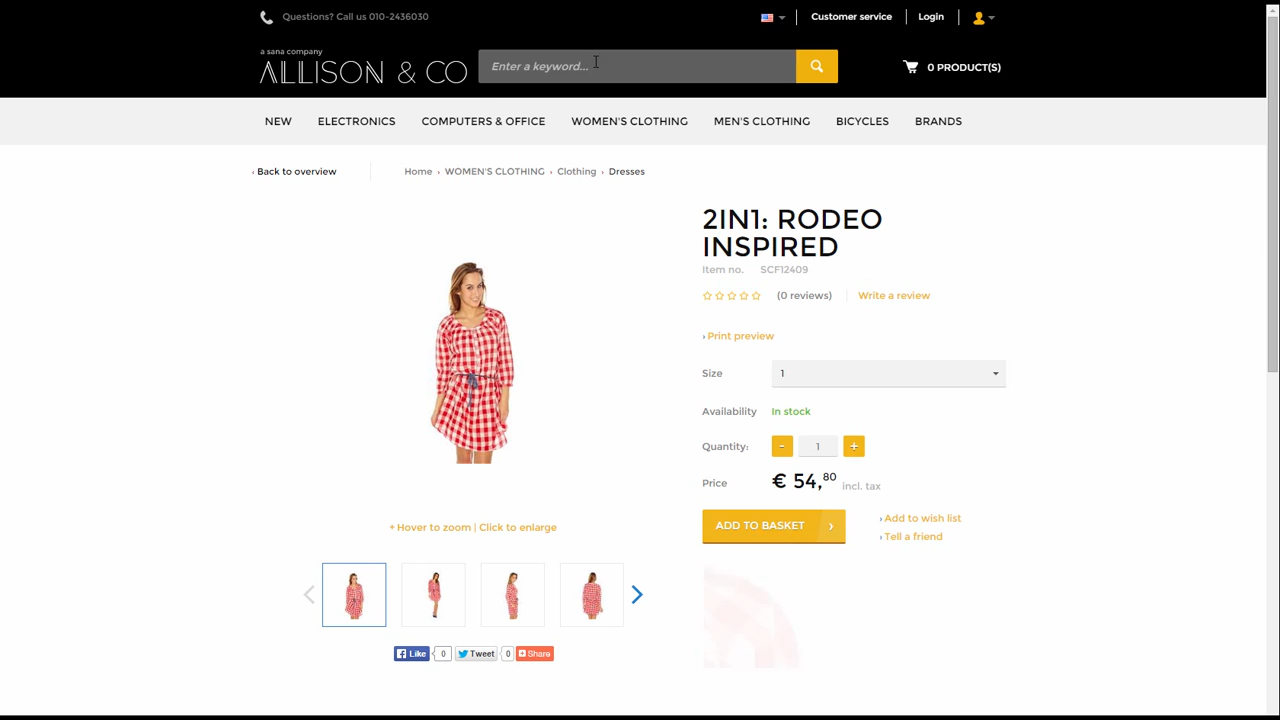 Questions? Call us 010-2436030
Customer service
Login
a sana company
ALLISON & CO
Enter a keyword...
0 PRODUCT(S)
NEW
ELECTRONICS
COMPUTERS & OFFICE
WOMEN'S CLOTHING
MEN'S CLOTHING
BICYCLES
BRANDS
‹ Back to overview
Home › WOMEN'S CLOTHING › Clothing › Dresses
2IN1: RODEO
INSPIRED
Item no. SCF12409
(0 reviews)
Write a review
› Print preview
Size 1
Availability In stock
Quantity: - 1 +
Price € 54,80 incl. tax
ADD TO BASKET ›
› Add to wish list
› Tell a friend
+ Hover to zoom | Click to enlarge
Like 0 Tweet 0 Share